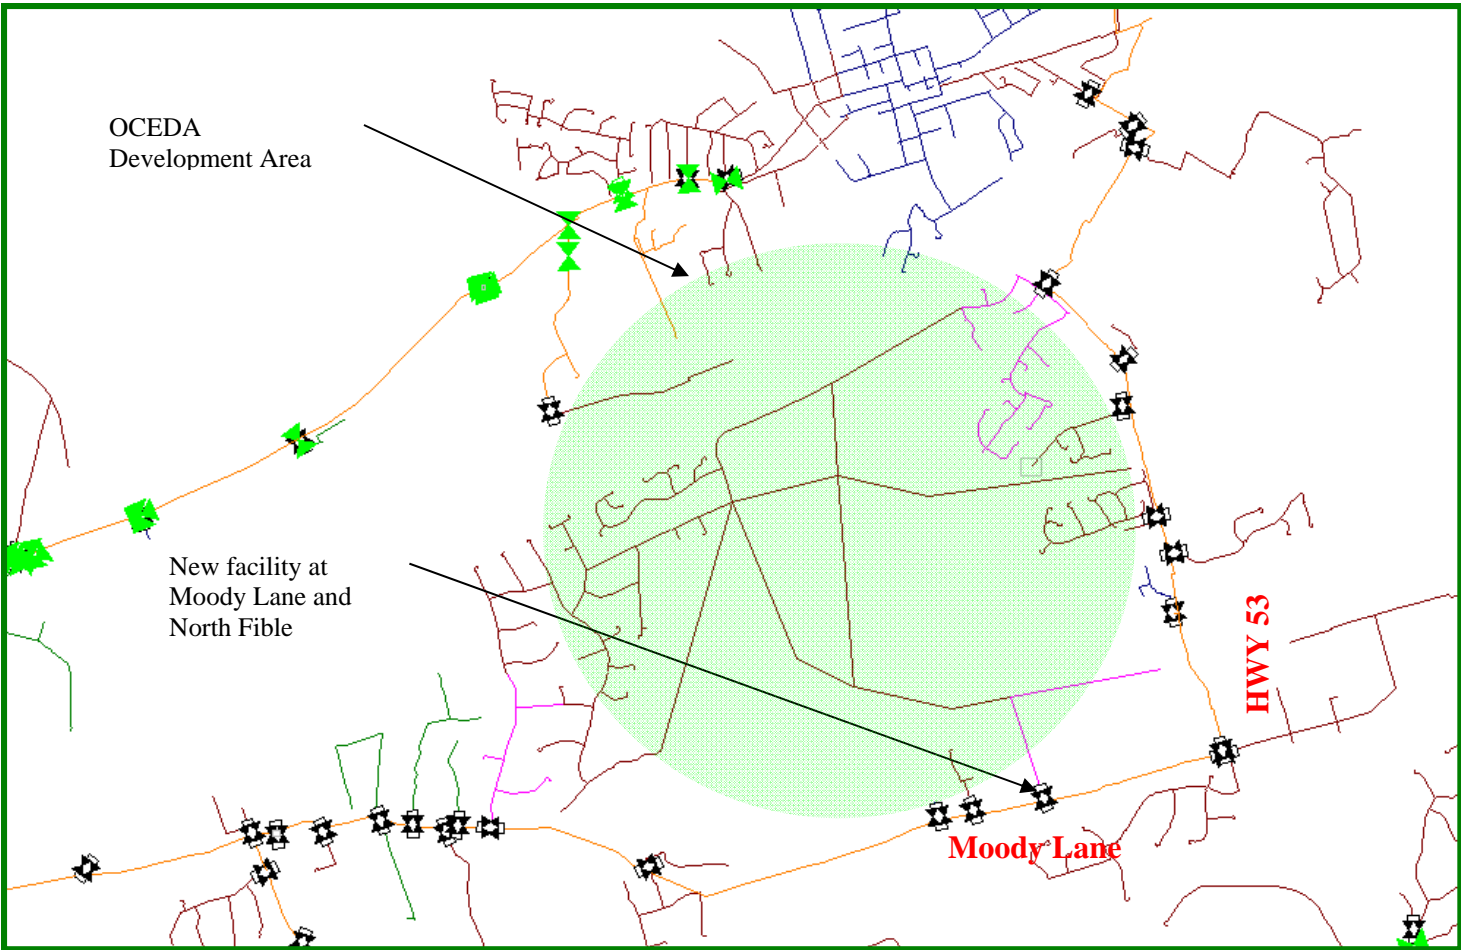 OCEDA
Development Area
New facility at
Moody Lane and
North Fible
HWY 53
Moody Lane